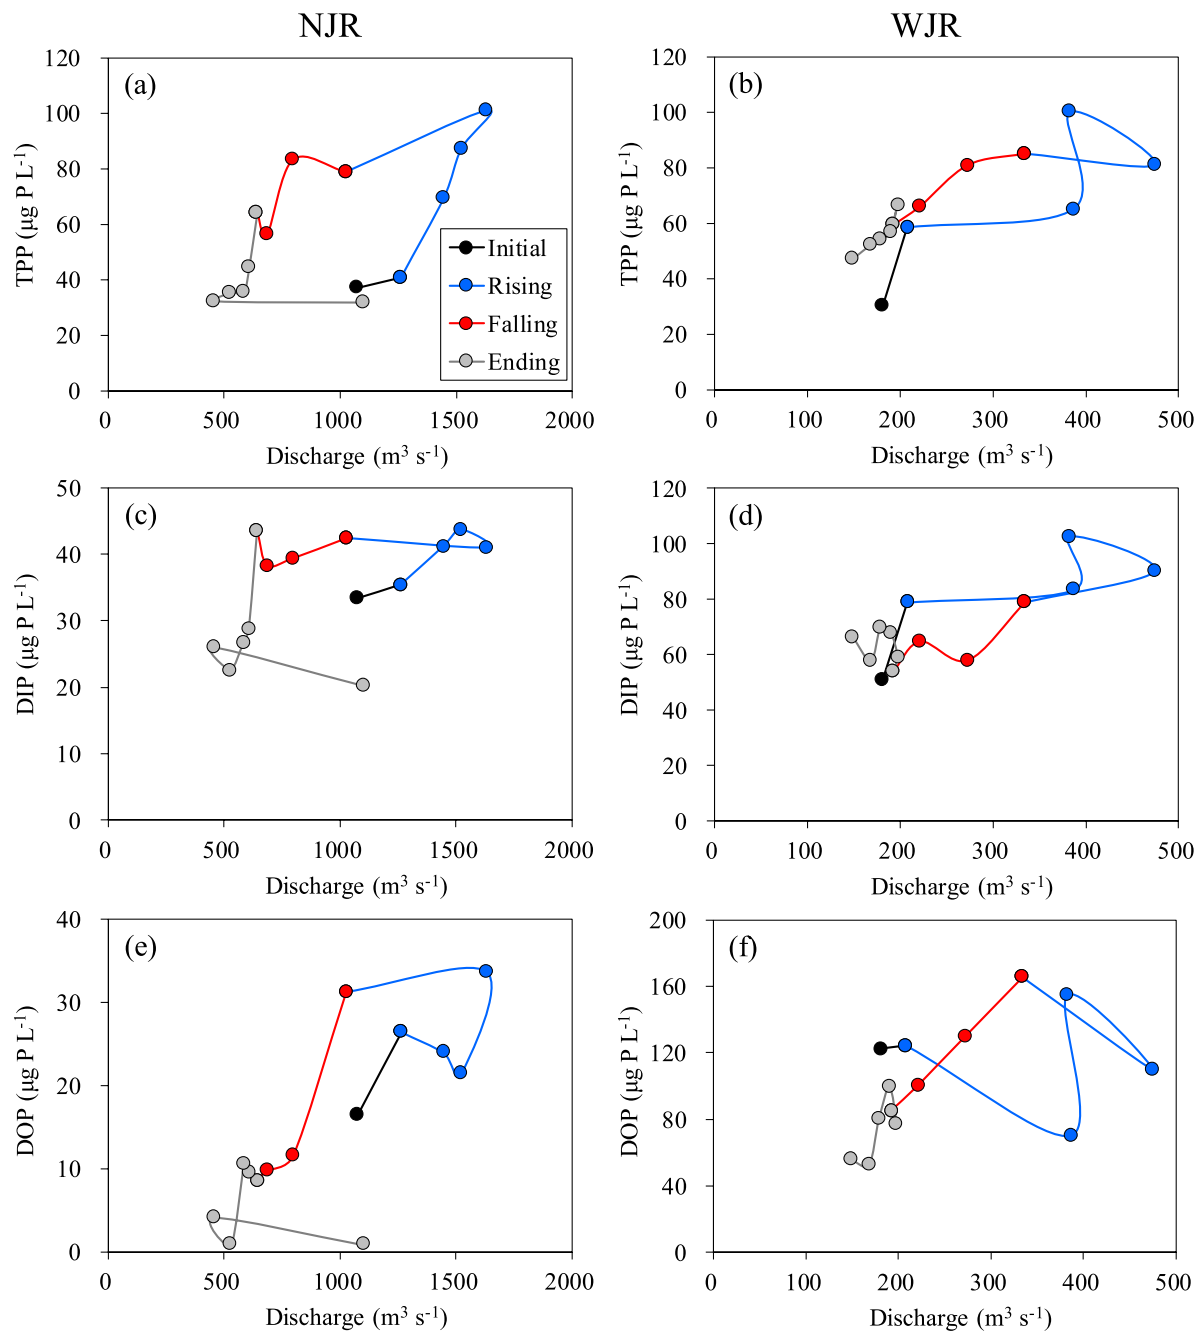 NJR
WJR
(a)
TPP (µg P L-1)
120
100
80
60
40
20
0
0
500
1000
1500
2000
Discharge (m3 s-1)
Initial
Rising
Falling
Ending
(b)
TPP (µg P L-1)
120
100
80
60
40
20
0
0
100
200
300
400
500
Discharge (m3 s-1)
(c)
DIP (µg P L-1)
50
40
30
20
10
0
0
500
1000
1500
2000
Discharge (m3 s-1)
(d)
DIP (µg P L-1)
120
100
80
60
40
20
0
0
100
200
300
400
500
Discharge (m3 s-1)
(e)
DOP (µg P L-1)
40
30
20
10
0
0
500
1000
1500
2000
Discharge (m3 s-1)
(f)
DOP (µg P L-1)
200
160
120
80
40
0
0
100
200
300
400
500
Discharge (m3 s-1)